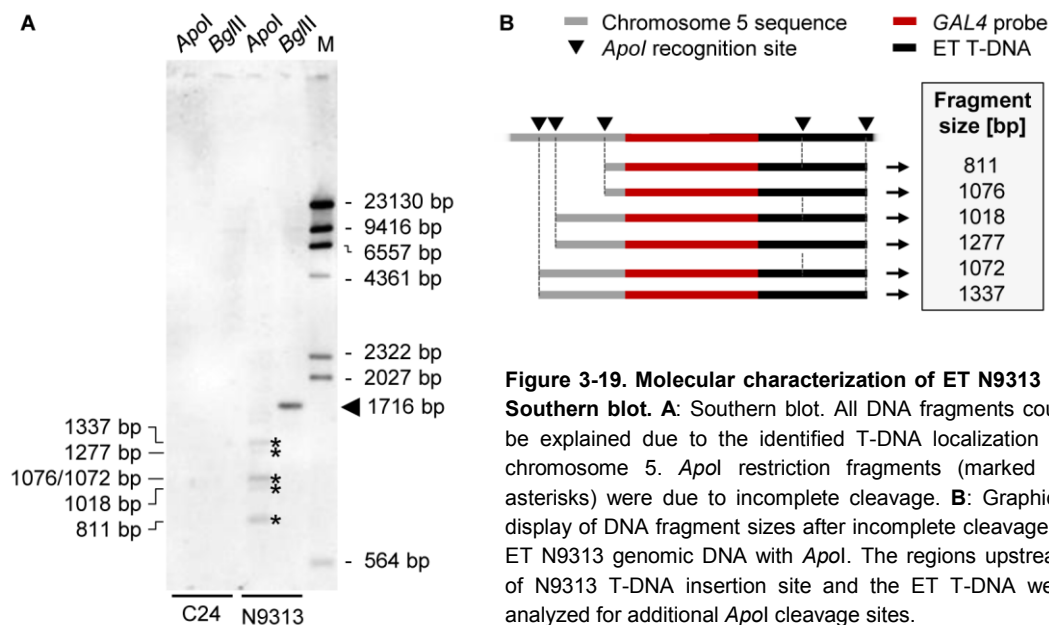 A
ApoI BglII ApoI BglII M
- 23130 bp
- 9416 bp
6557 bp
- 4361 bp
- 2322 bp
- 2027 bp
1716 bp
1337 bp
1277 bp -
1076/1072 bp -
1018 bp
811 bp
*
*
*
*
*
- 564 bp
C24 N9313
B
Chromosome 5 sequence GAL4 probe
ApoI recognition site ET T-DNA
Fragment
size [bp]
811
1076
1018
1277
1072
1337
Figure 3-19. Molecular characterization of ET N9313
Southern blot. A: Southern blot. All DNA fragments cou
be explained due to the identified T-DNA localization
chromosome 5. ApoI restriction fragments (marked
asterisks) were due to incomplete cleavage. B: Graphic
display of DNA fragment sizes after incomplete cleavage
ET N9313 genomic DNA with ApoI. The regions upstrea
of N9313 T-DNA insertion site and the ET T-DNA we
analyzed for additional ApoI cleavage sites.